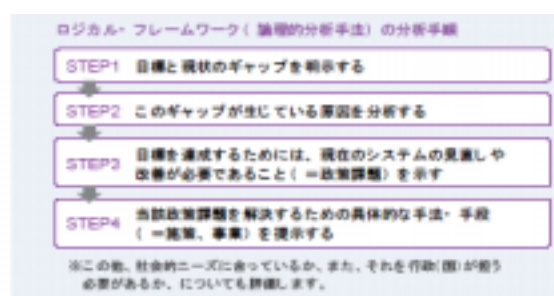 ロジカル・フレームワーク(論理的分析手法)の分析手順
STEP1 目標と現状のギャップを明示する
STEP2 このギャップが生じている原因を分析する
STEP3 目標を達成するためには、現在のシステムの見直しや
改善が必要であること(=政策課題)を示す
STEP4 当該政策課題を解決するための具体的な手法・手段
(=施策、事業)を提示する
※この他、社会的ニーズに合っているか、また、それを行政(国)が担う
必要があるか、についても評価します。